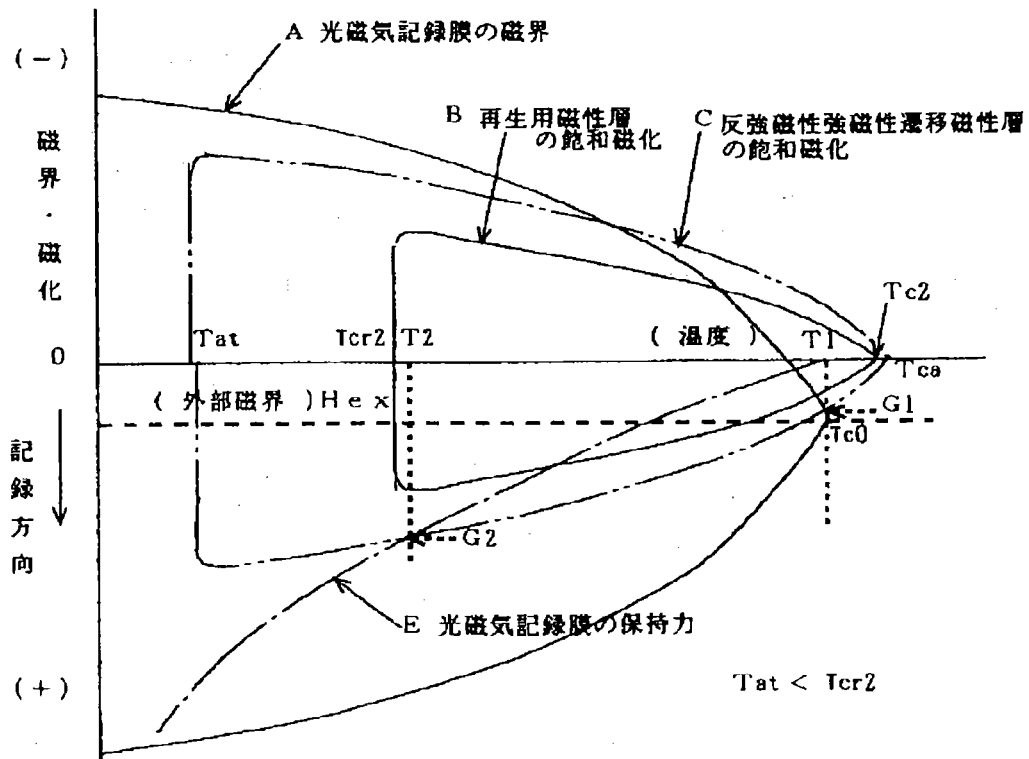 (－)
A 光磁気記録膜の磁界
B 再生用磁性層
の飽和磁化
C 反強磁性強磁性遷移磁性層
の飽和磁化
磁界・磁化
Tc2
Tat
Tcr2
T2
(温度)
T1
0
Tca
(外部磁界)Hex
G1
Tc0
記録方向
G2
E 光磁気記録膜の保持力
(＋)
Tat < Tcr2